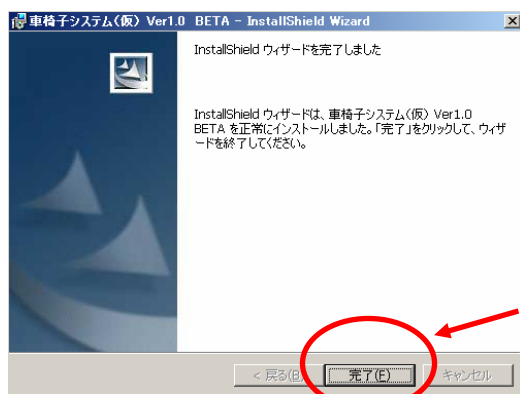 車椅子システム(仮) Ver1.0 BETA - InstallShield Wizard
InstallShield ウィザードを完了しました
InstallShield ウィザードは、車椅子システム(仮) Ver1.0
BETA を正常にインストールしました。「完了」をクリックして、ウィザ
ードを終了してください。
< 戻る(B) 完了(F) キャンセル